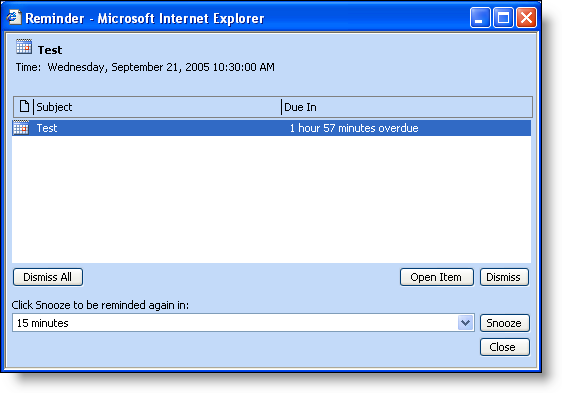 Reminder - Microsoft Internet Explorer
Test
Time: Wednesday, September 21, 2005 10:30:00 AM
Subject Due In
Test 1 hour 57 minutes overdue
Dismiss All Open Item Dismiss
Click Snooze to be reminded again in:
15 minutes Snooze
Close